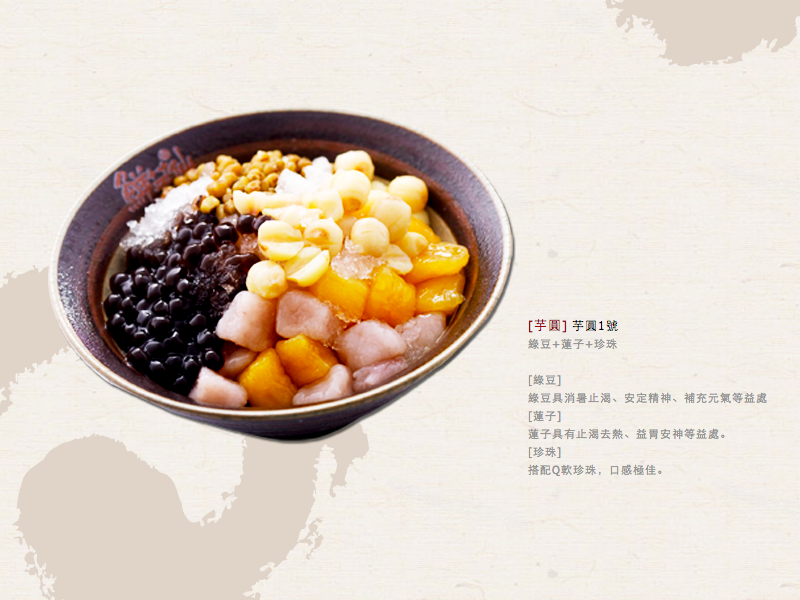 鮮芋仙
[芋圓] 芋圓1號
綠豆+蓮子+珍珠
[綠豆]
綠豆具消暑止渴、安定精神、補充元氣等益處
[蓮子]
蓮子具有止渴去熱、益胃安神等益處。
[珍珠]
搭配Q軟珍珠，口感極佳。